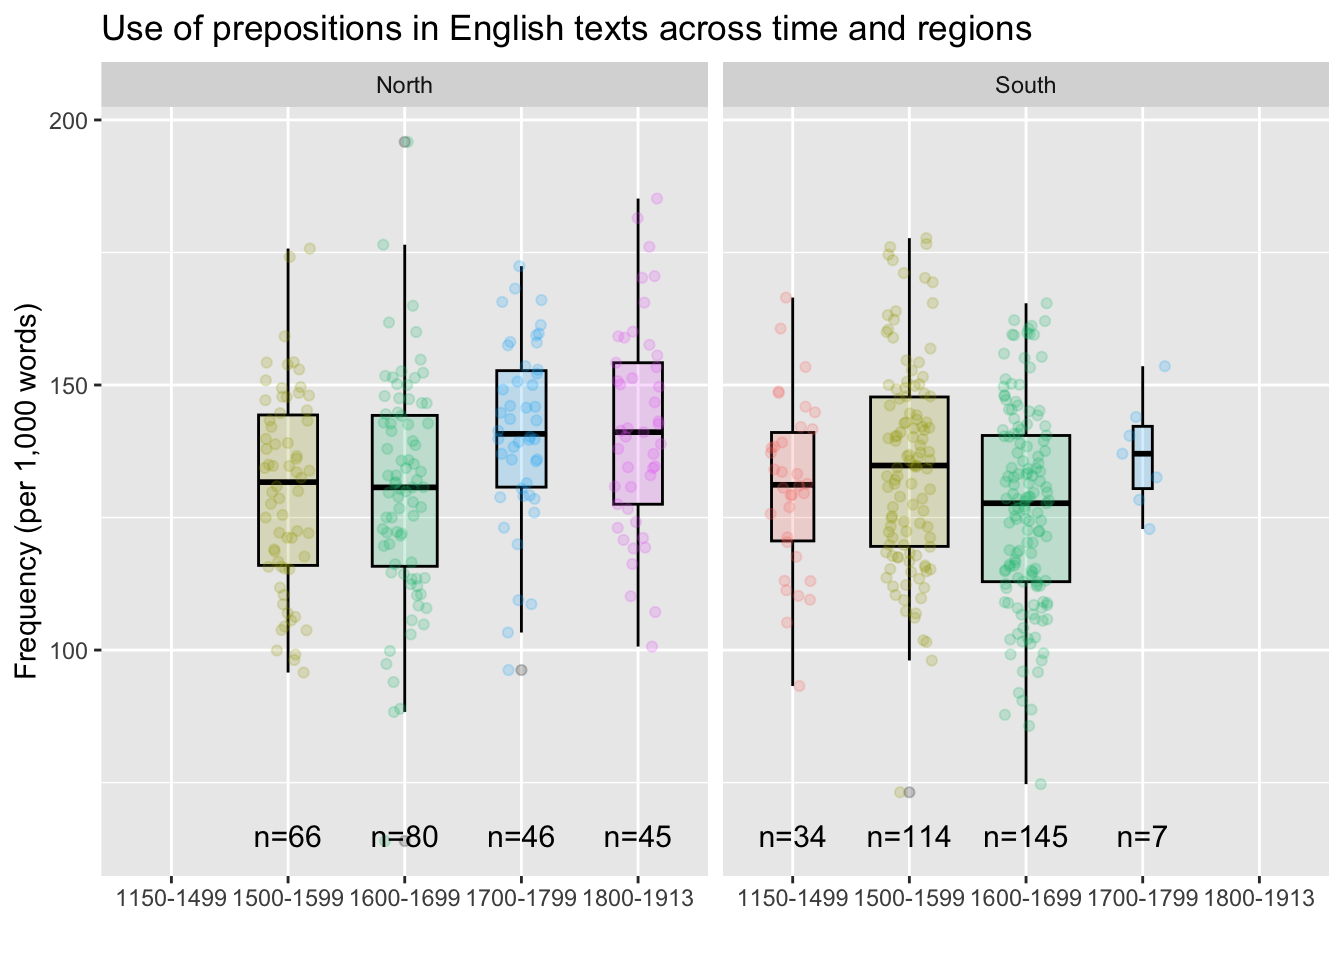 Use of prepositions in English texts across time and regions
North
South
Frequency (per 1,000 words)
200
150
100
n=66 n=80 n=46 n=45
n=34 n=114 n=145 n=7
1150-1499 1500-1599 1600-1699 1700-1799 1800-1913
1150-1499 1500-1599 1600-1699 1700-1799 1800-1913